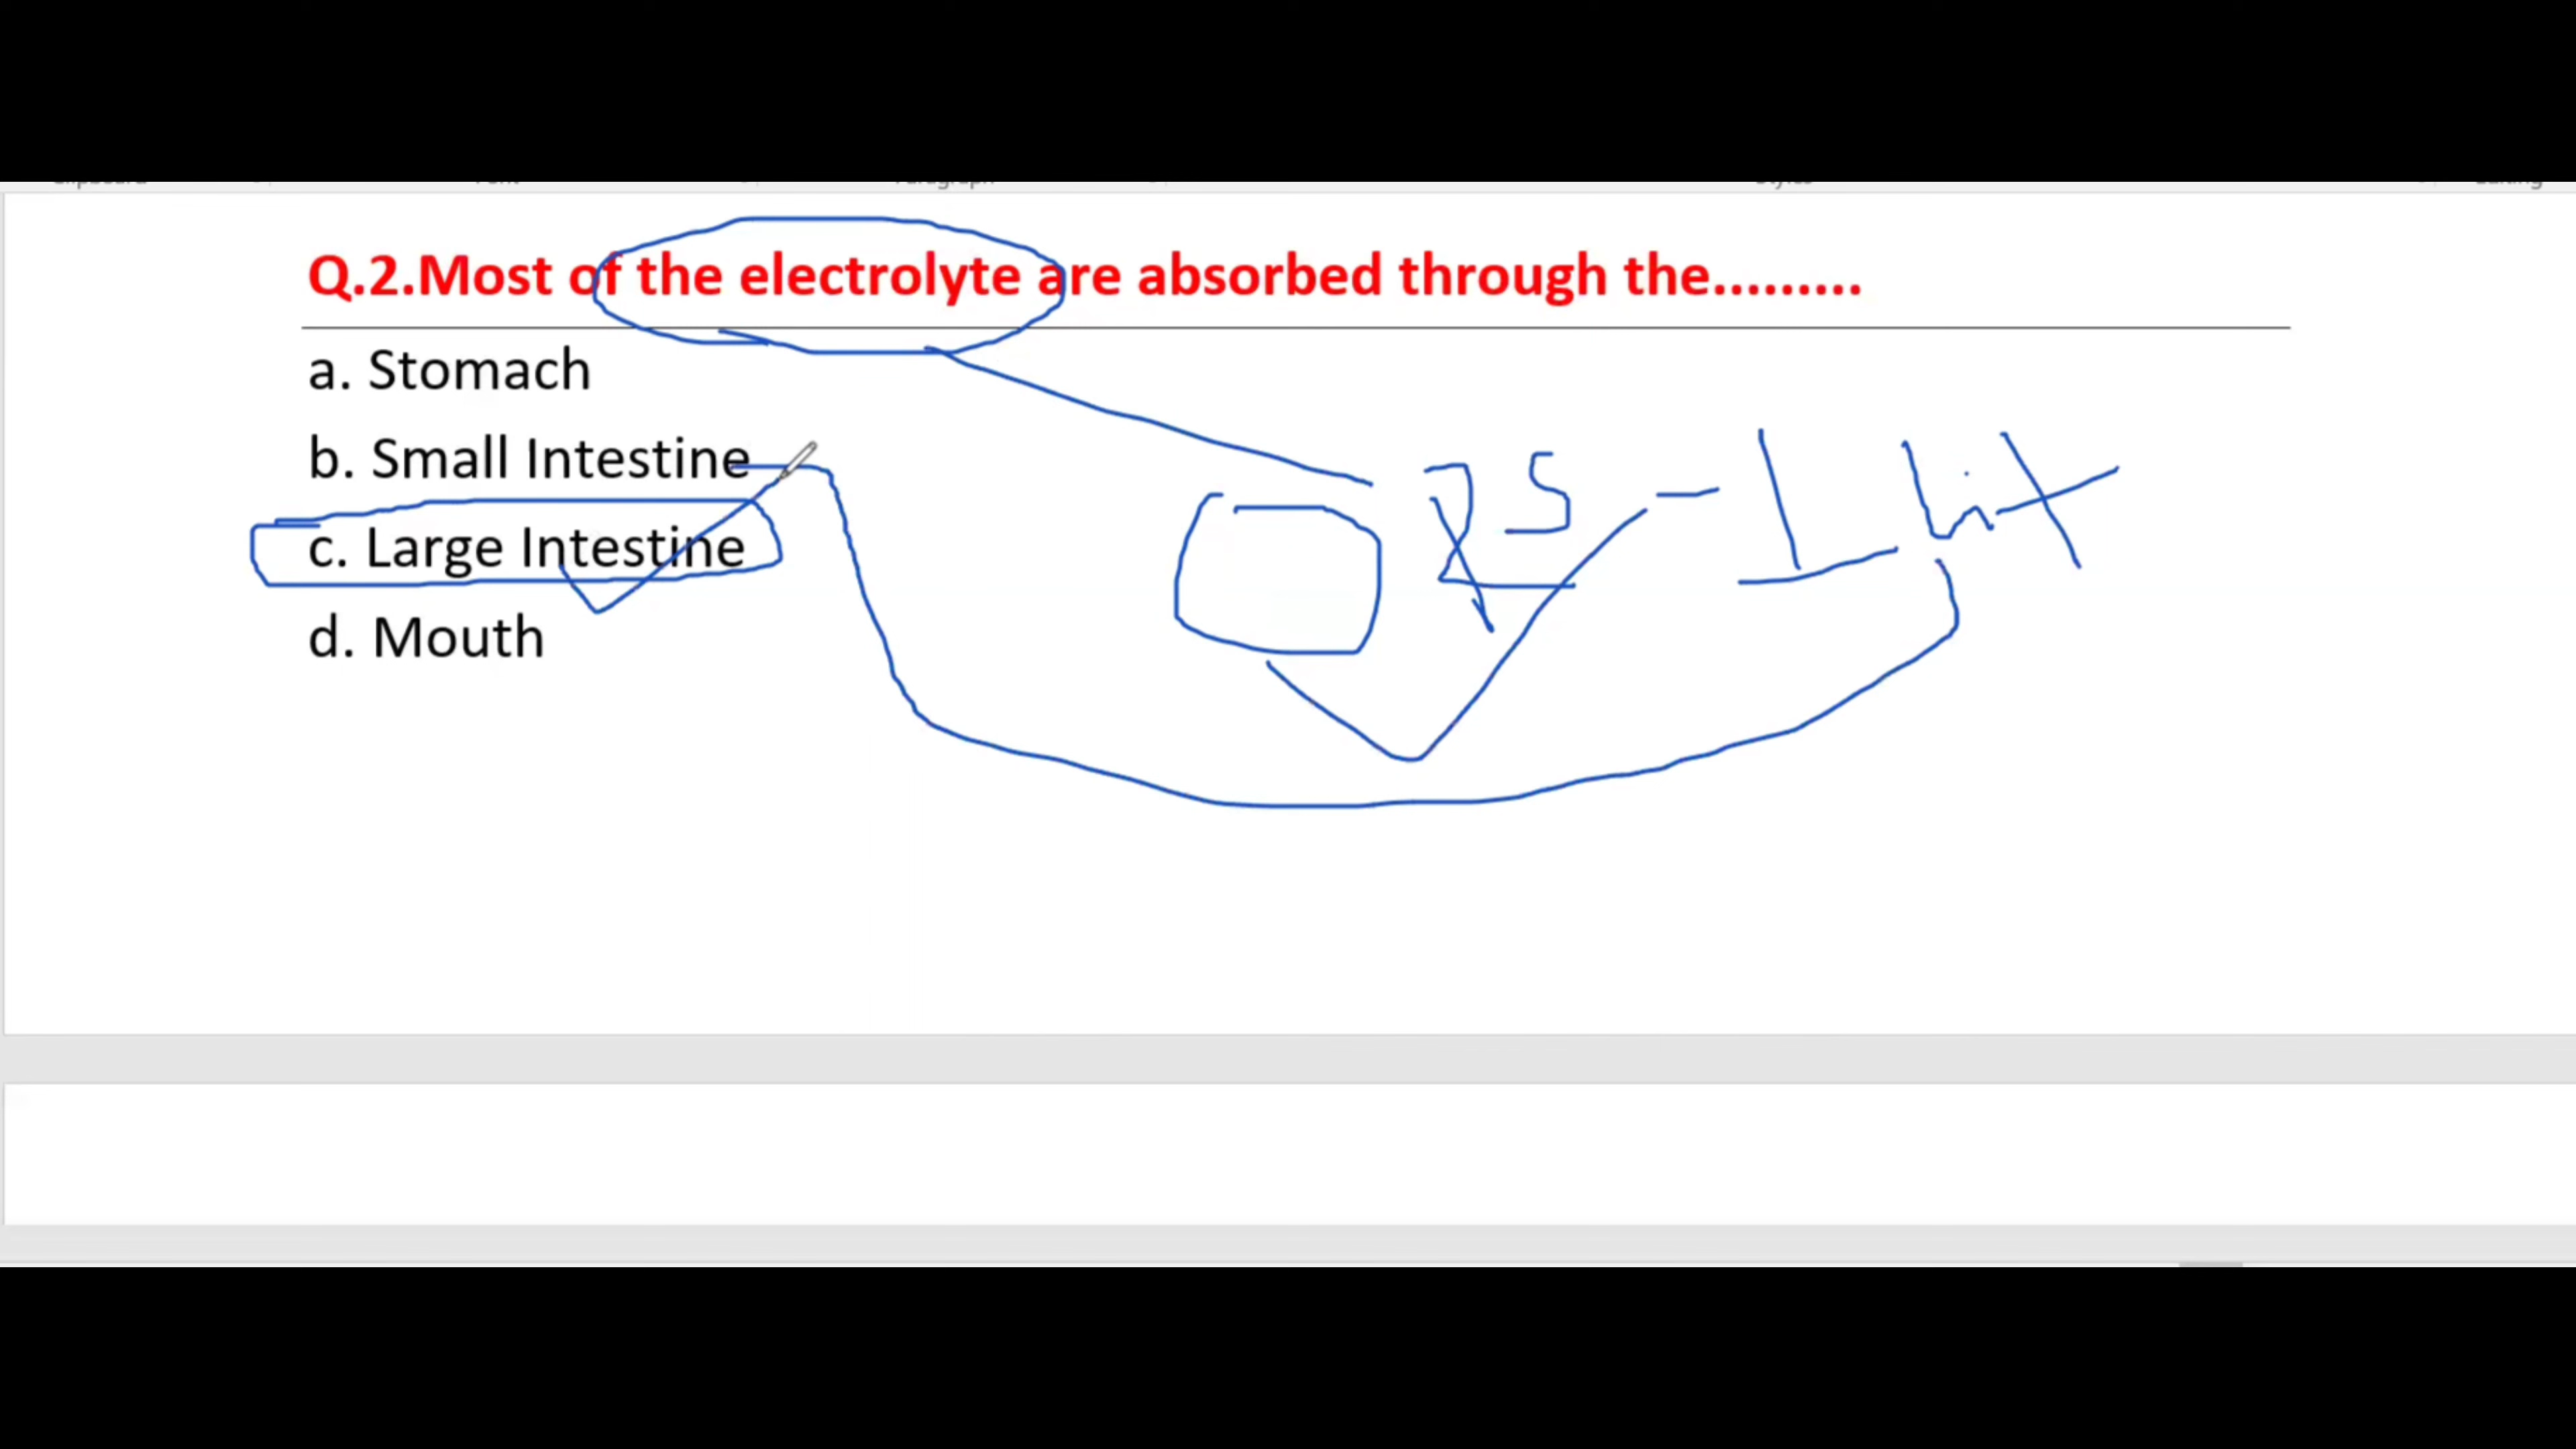 Q.2.Most of the electrolyte are absorbed through the.........
a. Stomach
b. Small Intestine
c. Large Intestine
d. Mouth